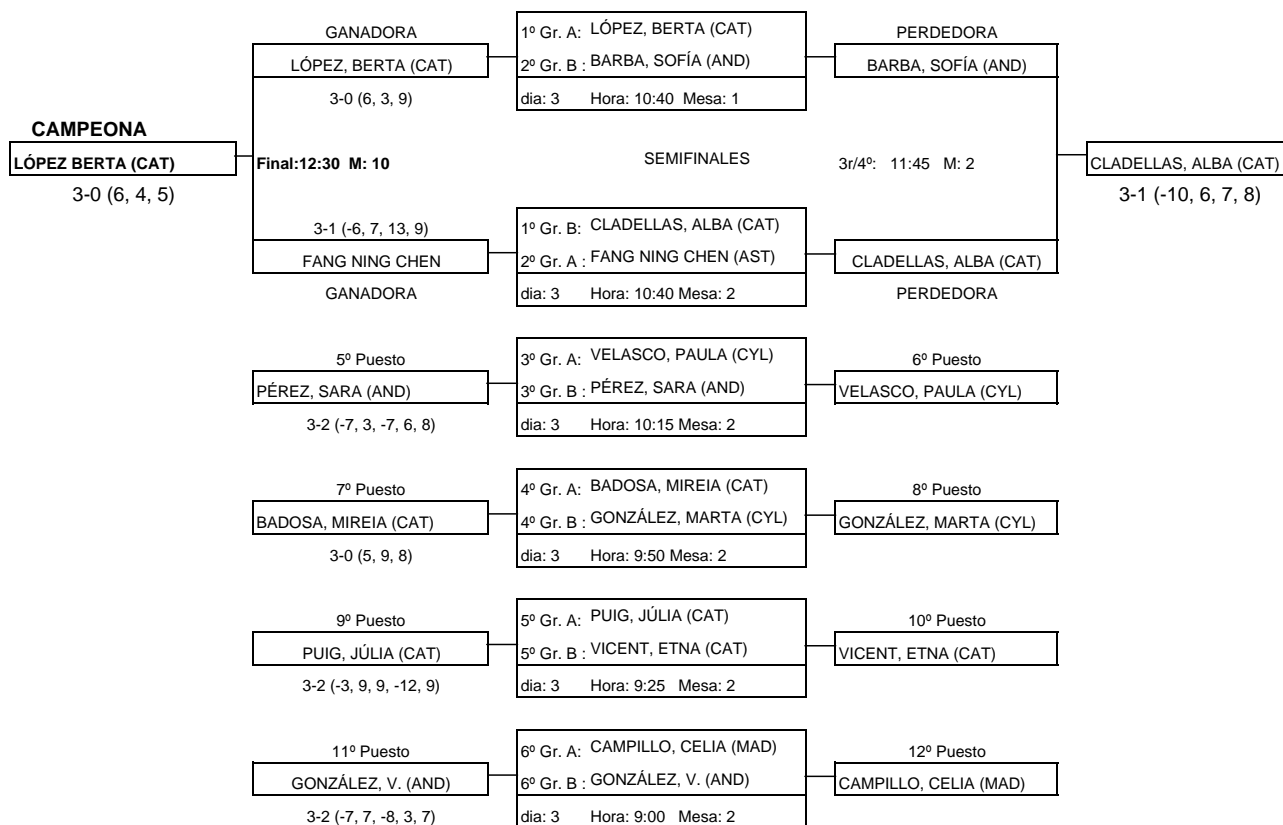 GANADORA
1º Gr. A: LÓPEZ, BERTA (CAT)
PERDEDORA
LÓPEZ, BERTA (CAT)
2º Gr. B : BARBA, SOFÍA (AND)
BARBA, SOFÍA (AND)
3-0 (6, 3, 9)
dia: 3 Hora: 10:40 Mesa: 1
CAMPEONA
LÓPEZ BERTA (CAT)
Final:12:30 M: 10
SEMIFINALES
3r/4º: 11:45 M: 2
CLADELLAS, ALBA (CAT)
3-0 (6, 4, 5)
3-1 (-10, 6, 7, 8)
3-1 (-6, 7, 13, 9)
1º Gr. B: CLADELLAS, ALBA (CAT)
FANG NING CHEN
2º Gr. A : FANG NING CHEN (AST)
CLADELLAS, ALBA (CAT)
GANADORA
dia: 3 Hora: 10:40 Mesa: 2
PERDEDORA
5º Puesto
3º Gr. A: VELASCO, PAULA (CYL)
6º Puesto
PÉREZ, SARA (AND)
3º Gr. B : PÉREZ, SARA (AND)
VELASCO, PAULA (CYL)
3-2 (-7, 3, -7, 6, 8)
dia: 3 Hora: 10:15 Mesa: 2
7º Puesto
4º Gr. A: BADOSA, MIREIA (CAT)
8º Puesto
BADOSA, MIREIA (CAT)
4º Gr. B : GONZÁLEZ, MARTA (CYL)
GONZÁLEZ, MARTA (CYL)
3-0 (5, 9, 8)
dia: 3 Hora: 9:50 Mesa: 2
9º Puesto
5º Gr. A: PUIG, JÚLIA (CAT)
10º Puesto
PUIG, JÚLIA (CAT)
5º Gr. B : VICENT, ETNA (CAT)
VICENT, ETNA (CAT)
3-2 (-3, 9, 9, -12, 9)
dia: 3 Hora: 9:25 Mesa: 2
11º Puesto
6º Gr. A: CAMPILLO, CELIA (MAD)
12º Puesto
GONZÁLEZ, V. (AND)
6º Gr. B : GONZÁLEZ, V. (AND)
CAMPILLO, CELIA (MAD)
3-2 (-7, 7, -8, 3, 7)
dia: 3 Hora: 9:00 Mesa: 2